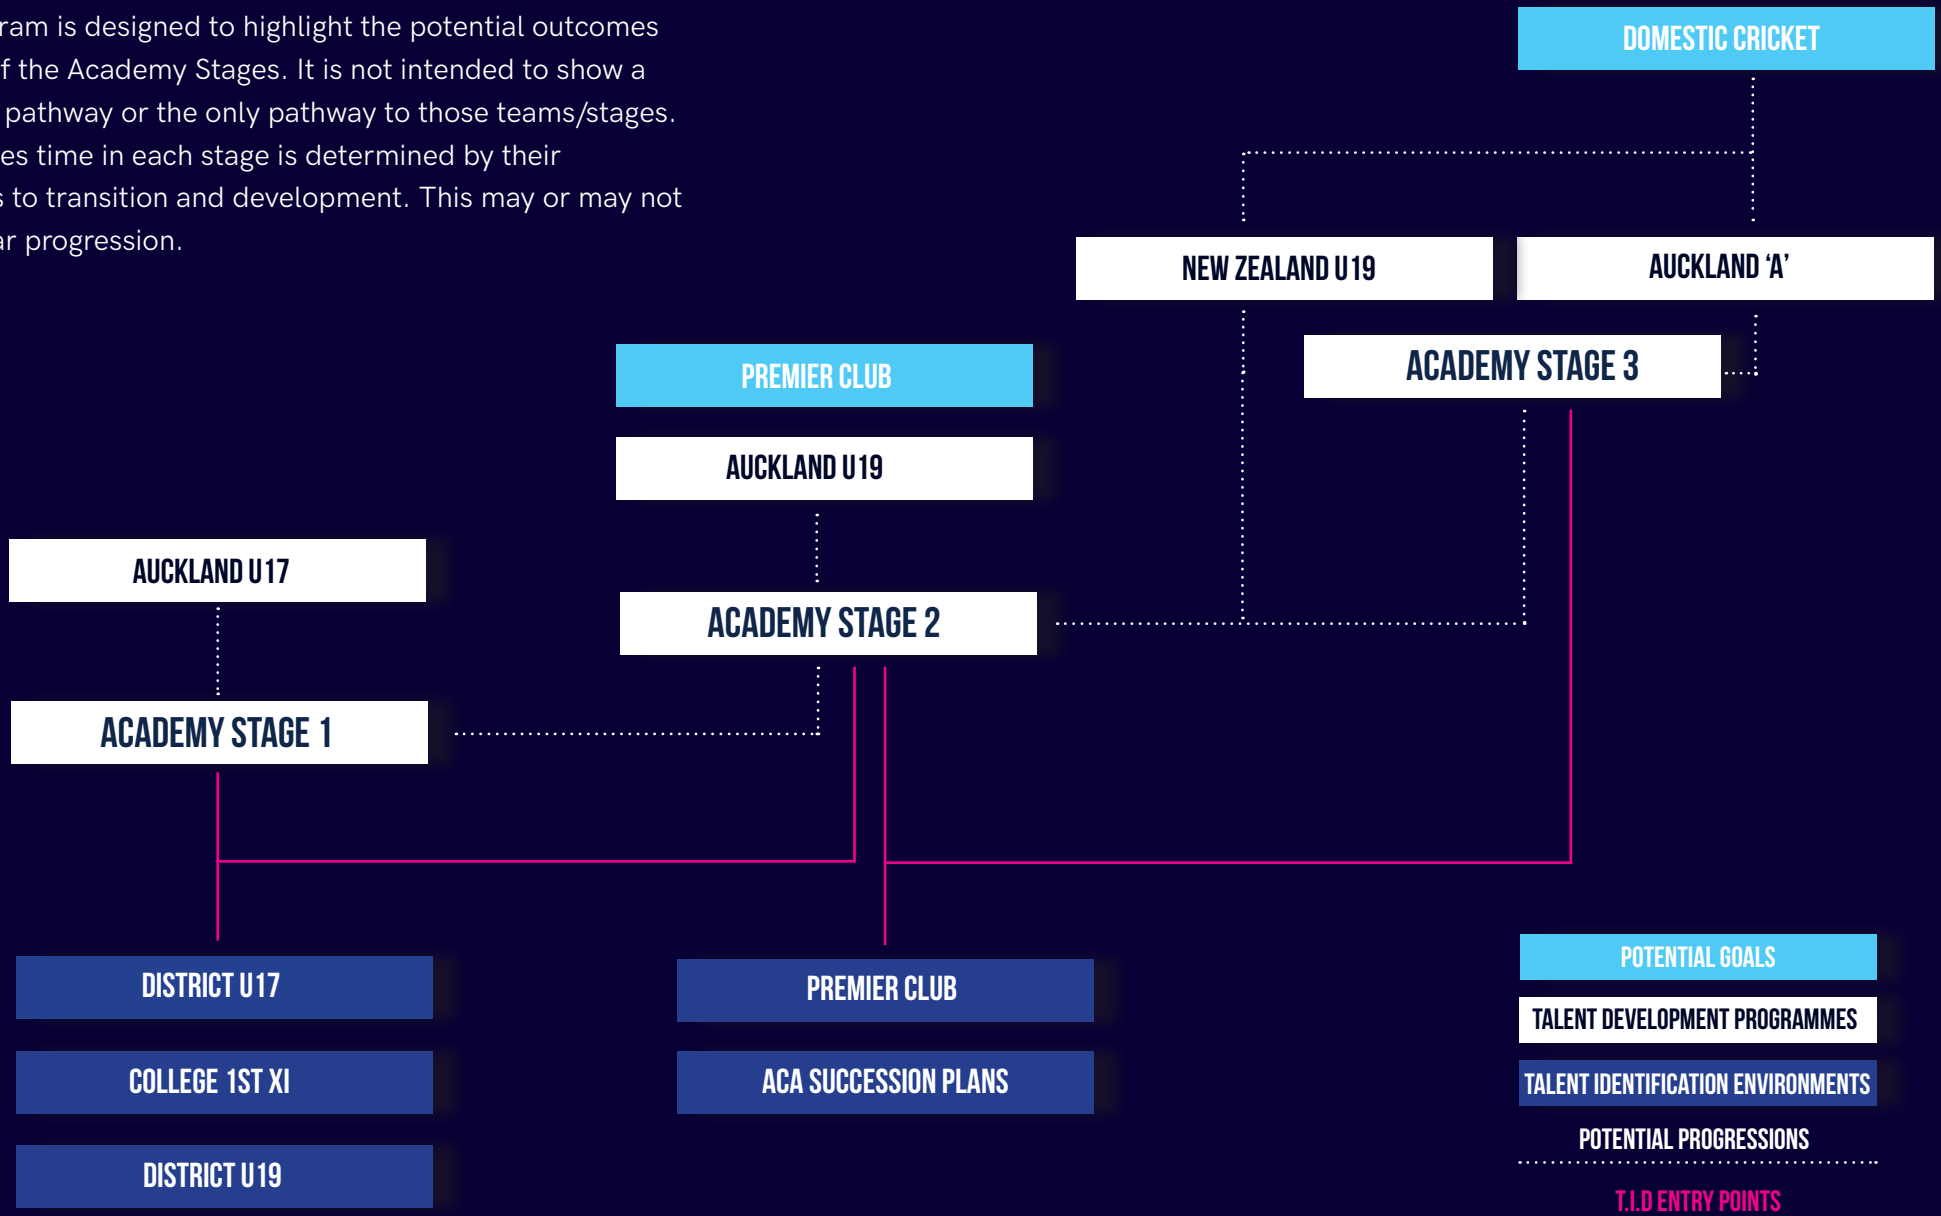 ram is designed to highlight the potential outcomes
f the Academy Stages. It is not intended to show a
pathway or the only pathway to those teams/stages.
es time in each stage is determined by their
s to transition and development. This may or may not
ar progression.
DOMESTIC CRICKET
NEW ZEALAND U19
AUCKLAND ‘A’
ACADEMY STAGE 3
PREMIER CLUB
AUCKLAND U19
AUCKLAND U17
ACADEMY STAGE 2
ACADEMY STAGE 1
DISTRICT U17
COLLEGE 1ST XI
DISTRICT U19
PREMIER CLUB
ACA SUCCESSION PLANS
POTENTIAL GOALS
TALENT DEVELOPMENT PROGRAMMES
TALENT IDENTIFICATION ENVIRONMENTS
POTENTIAL PROGRESSIONS
T.I.D ENTRY POINTS